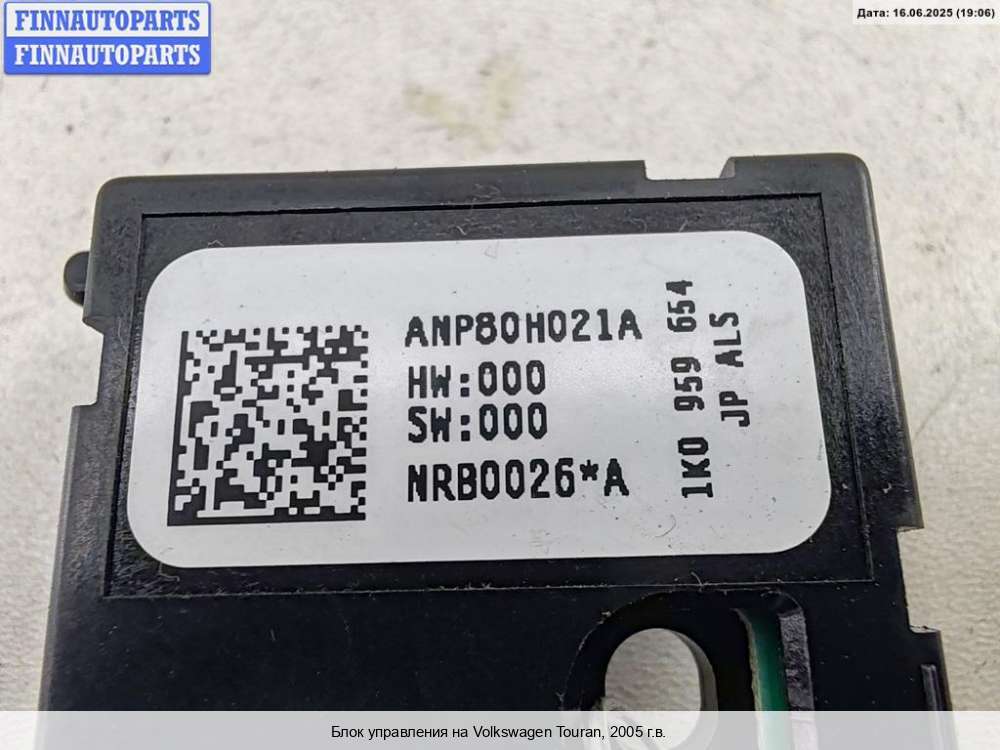 FINNAUTOPARTS
FINNAUTOPARTS
Дата: 16.06.2025 (19:06)
ANP80H021A
HW:000
SW:000
NRB0026*A
1K0 959 654
JP ALS
Блок управления на Volkswagen Touran, 2005 г.в.